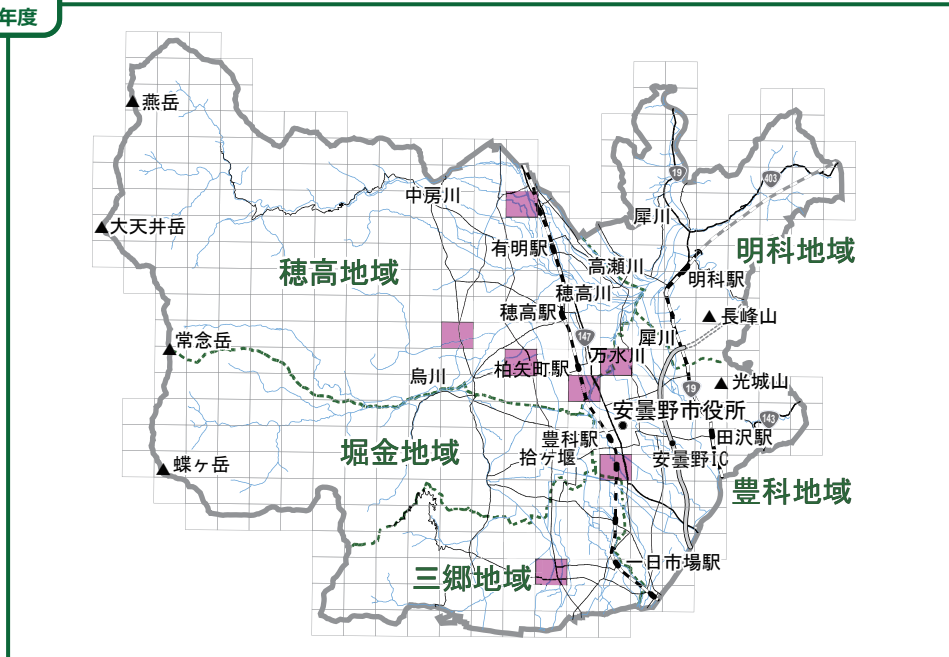 年度
燕岳
中房川
19
403
犀川
大天井岳
有明駅
明科地域
穂高地域
高瀬川
明科駅
穂高川
穂高駅
長峰山
常念岳
147
犀川
万水川
柏矢町駅
烏川
光城山
19
安曇野市役所
143
豊科駅
田沢駅
堀金地域
拾ヶ堰
安曇野IC
蝶ヶ岳
豊科地域
一日市場駅
三郷地域